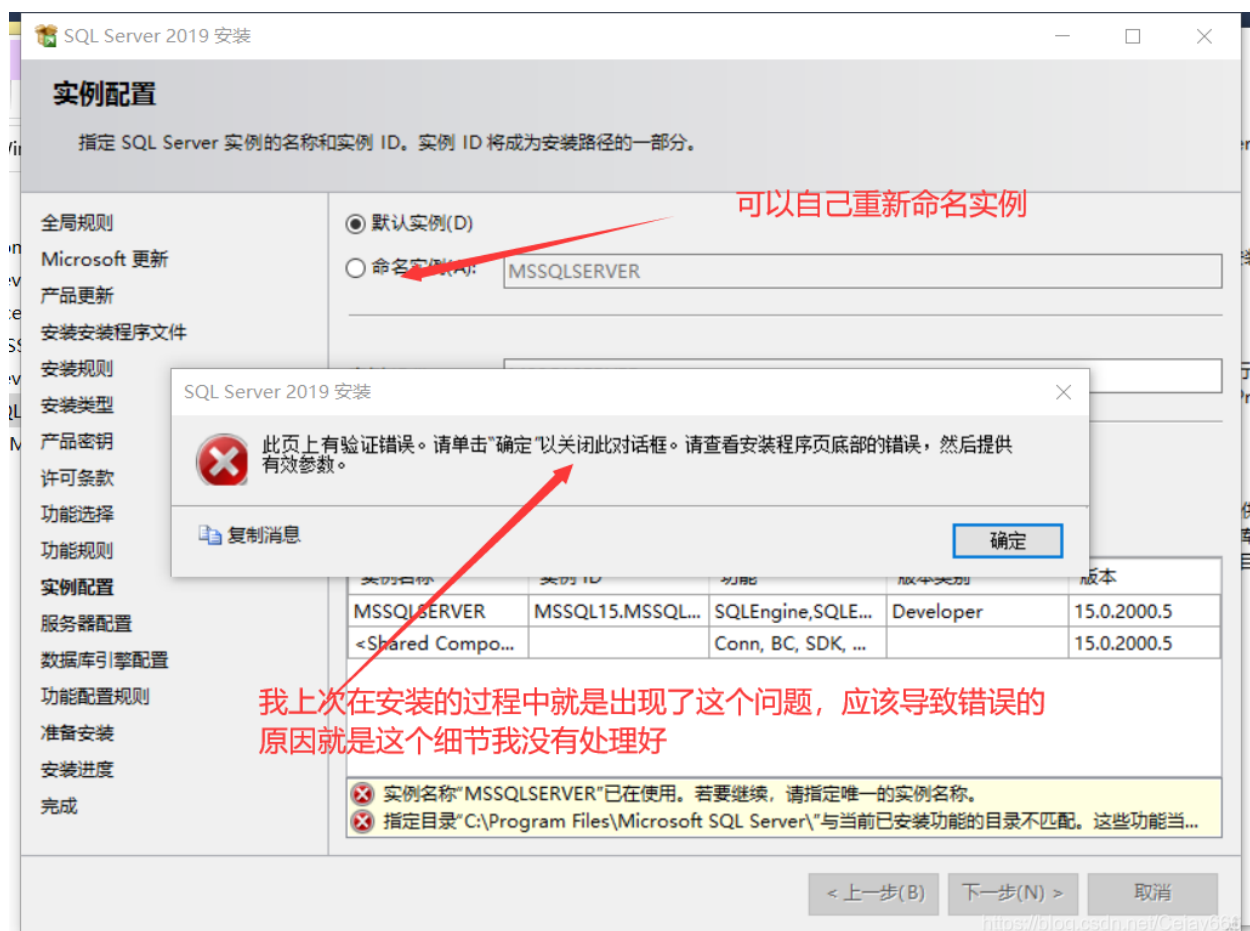 SQL Server 2019 安装
实例配置
指定 SQL Server 实例的名称和实例 ID。实例 ID 将成为安装路径的一部分。
可以自己重新命名实例
全局规则
Microsoft 更新
产品更新
安装安装程序文件
安装规则
安装类型
产品密钥
许可条款
功能选择
功能规则
实例配置
服务器配置
数据库引擎配置
功能配置规则
准备安装
安装进度
完成
默认实例(D)
命名实例(A):
MSSQLSERVER
SQL Server 2019 安装
此页上有验证错误。请单击"确定"以关闭此对话框。请查看安装程序页底部的错误，然后提供
有效参数。
复制消息
确定
实例名称 实例 ID 功能 版本类别 版本
MSSQLSERVER MSSQL15.MSSQL... SQLEngine,SQLE... Developer 15.0.2000.5
<Shared Compo... Conn, BC, SDK, ... 15.0.2000.5
我上次在安装的过程中就是出现了这个问题，应该导致错误的
原因就是这个细节我没有处理好
实例名称"MSSQLSERVER"已在使用。若要继续，请指定唯一的实例名称。
指定目录"C:\Program Files\Microsoft SQL Server\"与当前已安装功能的目录不匹配。这些功能当...
< 上一步(B)
下一步(N) >
取消